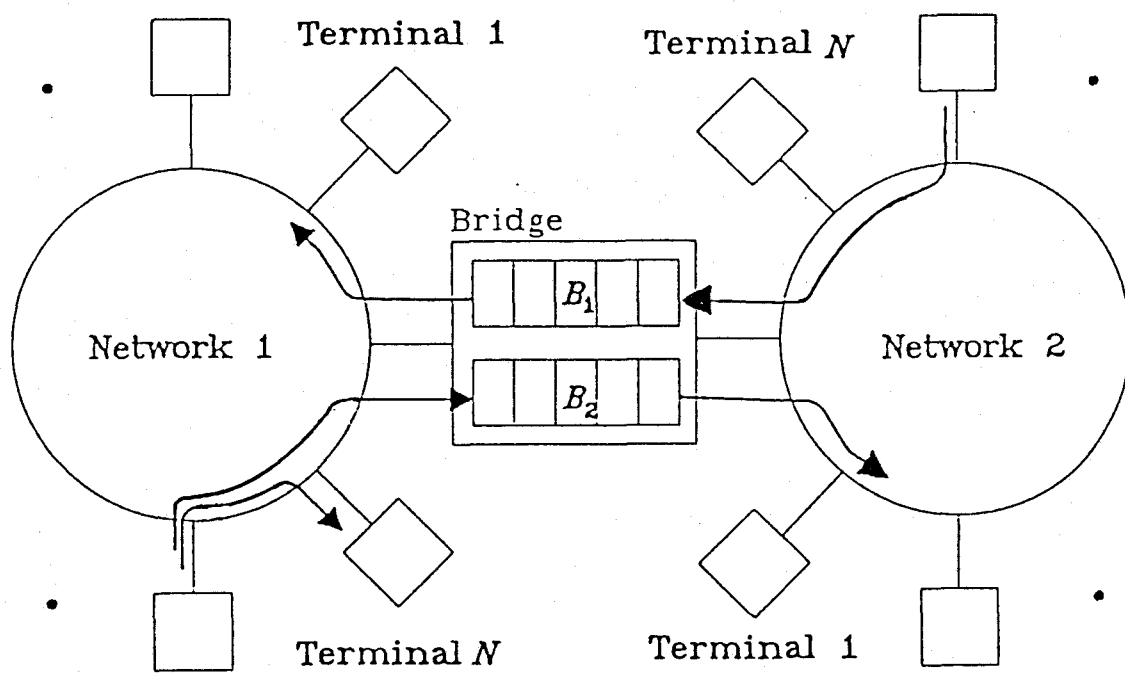 Terminal 1
Terminal N
Bridge
B1
Network 1
Network 2
B2
Terminal N
Terminal 1